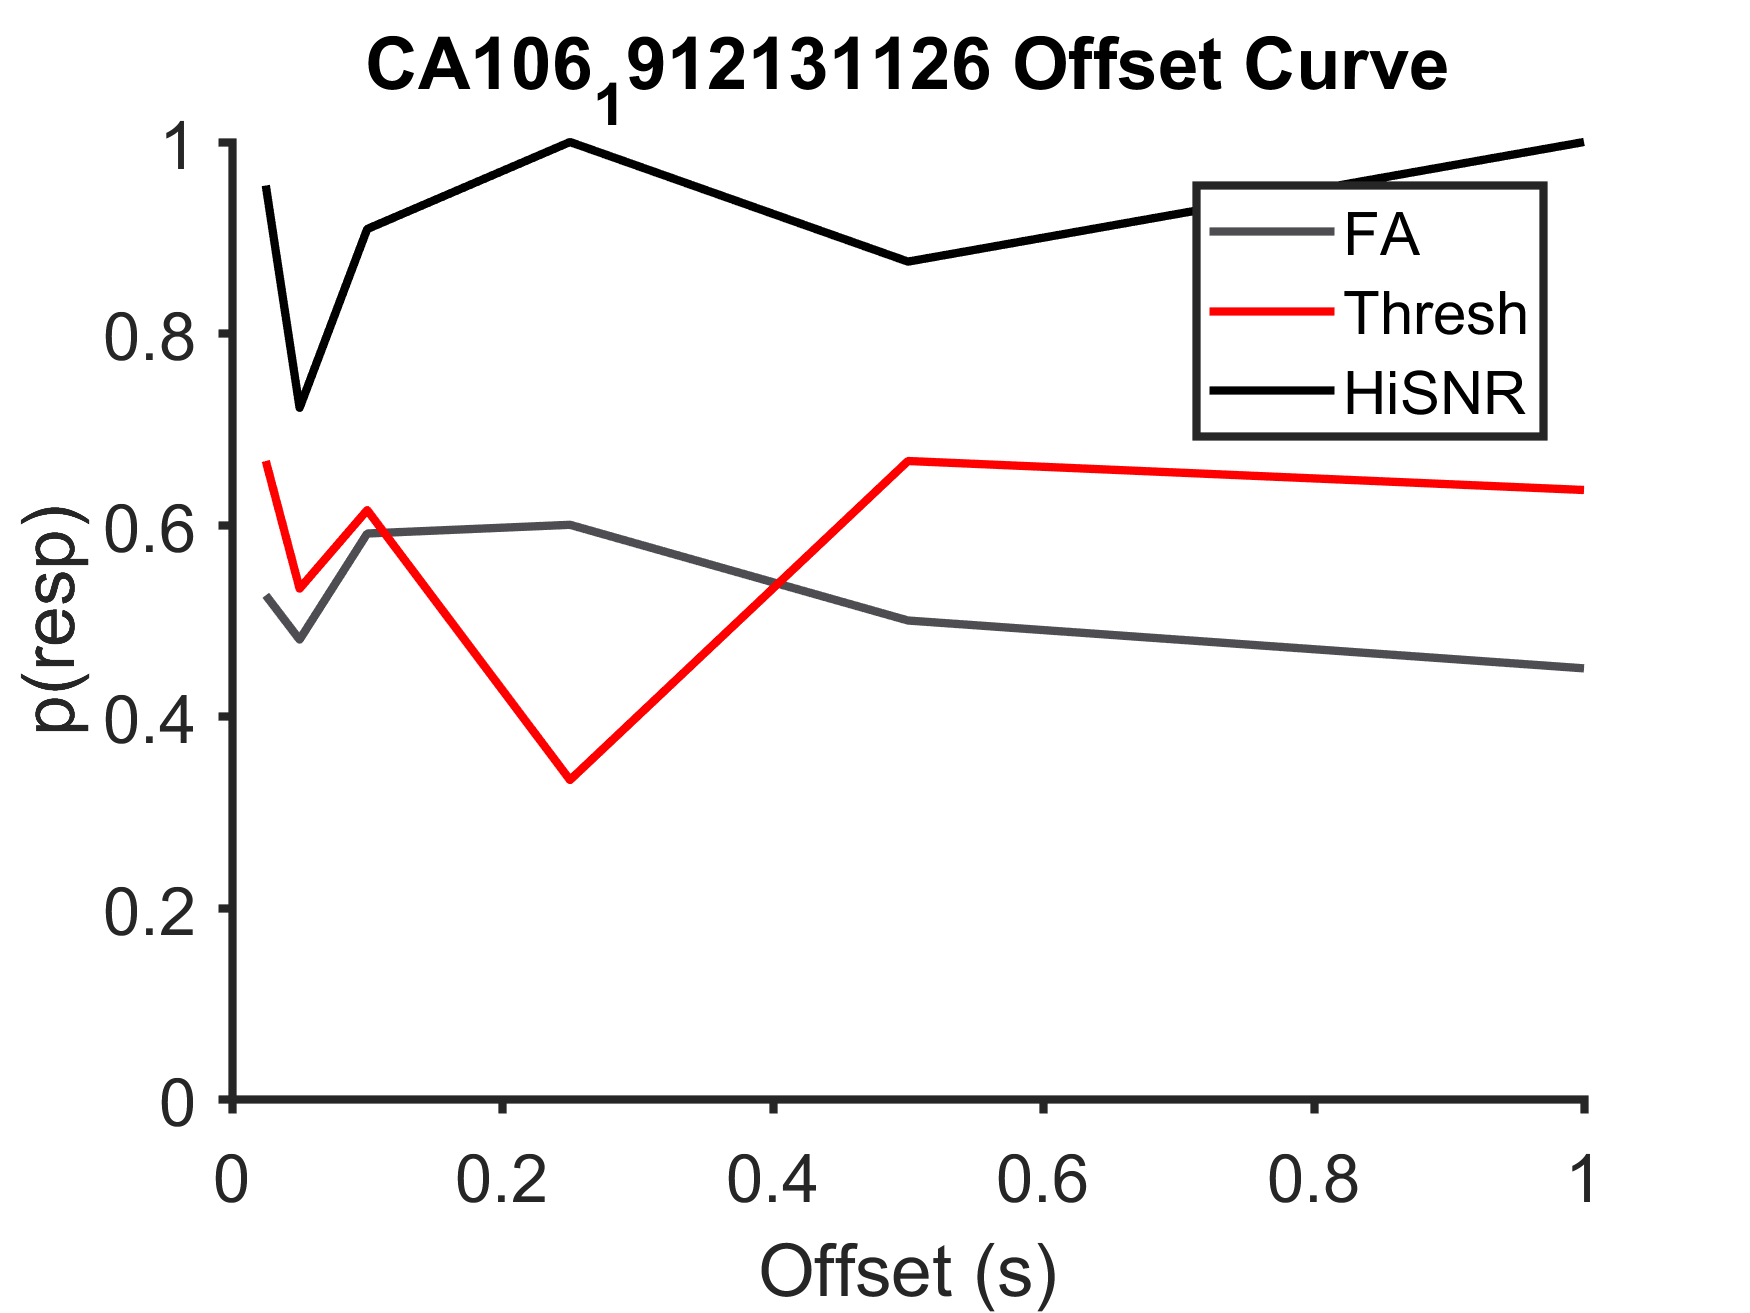 CA106₁912131126 Offset Curve
1
0.8
0.6
0.4
0.2
0
p(resp)
FA
Thresh
HiSNR
0 0.2 0.4 0.6 0.8 1
Offset (s)